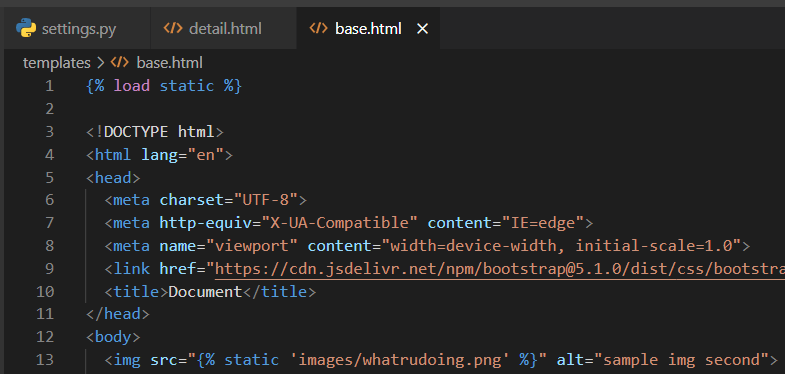 settings.py detail.html base.html
templates > base.html
1 {% load static %}
2
3 <!DOCTYPE html>
4 <html lang="en">
5 <head>
6 <meta charset="UTF-8">
7 <meta http-equiv="X-UA-Compatible" content="IE=edge">
8 <meta name="viewport" content="width=device-width, initial-scale=1.0">
9 <link href="https://cdn.jsdelivr.net/npm/bootstrap@5.1.0/dist/css/bootstra
10 <title>Document</title>
11 </head>
12 <body>
13 <img src="{% static 'images/whatrudoing.png' %}" alt="sample img second">